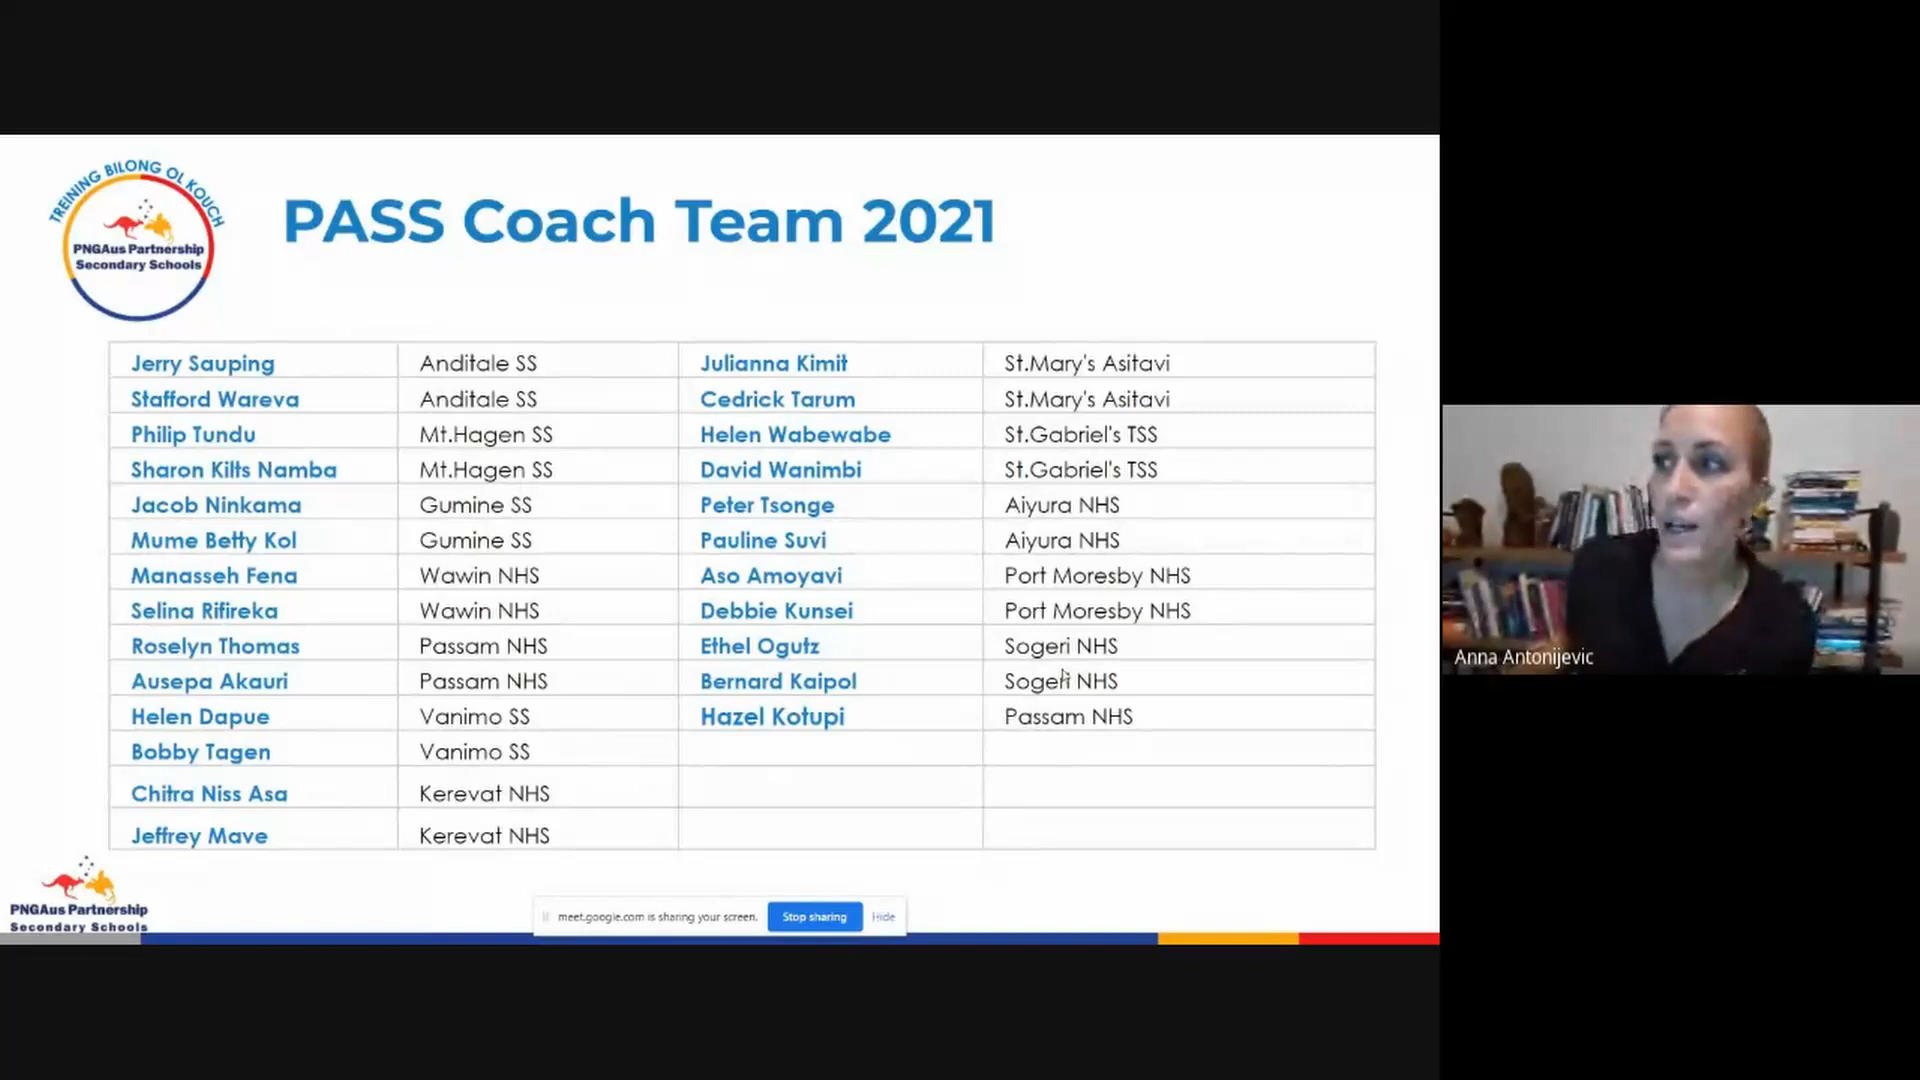 TREINING BILONG OL KOUCH
PNGAus Partnership
Secondary Schools
PASS Coach Team 2021
Jerry Sauping Anditale SS Julianna Kimit St.Mary's Asitavi
Stafford Wareva Anditale SS Cedrick Tarum St.Mary's Asitavi
Philip Tundu Mt.Hagen SS Helen Wabewabe St.Gabriel's TSS
Sharon Kilts Namba Mt.Hagen SS David Wanimbi St.Gabriel's TSS
Jacob Ninkama Gumine SS Peter Tsonge Aiyura NHS
Mume Betty Kol Gumine SS Pauline Suvi Aiyura NHS
Manasseh Fena Wawin NHS Aso Amoyavi Port Moresby NHS
Selina Rifireka Wawin NHS Debbie Kunsei Port Moresby NHS
Roselyn Thomas Passam NHS Ethel Ogutz Sogeri NHS
Ausepa Akauri Passam NHS Bernard Kaipol Sogeri NHS
Helen Dapue Vanimo SS Hazel Kotupi Passam NHS
Bobby Tagen Vanimo SS
Chitra Niss Asa Kerevat NHS
Jeffrey Mave Kerevat NHS
PNGAus Partnership
Secondary Schools
meet.google.com is sharing your screen. Stop sharing Hide
Anna Antonijevic